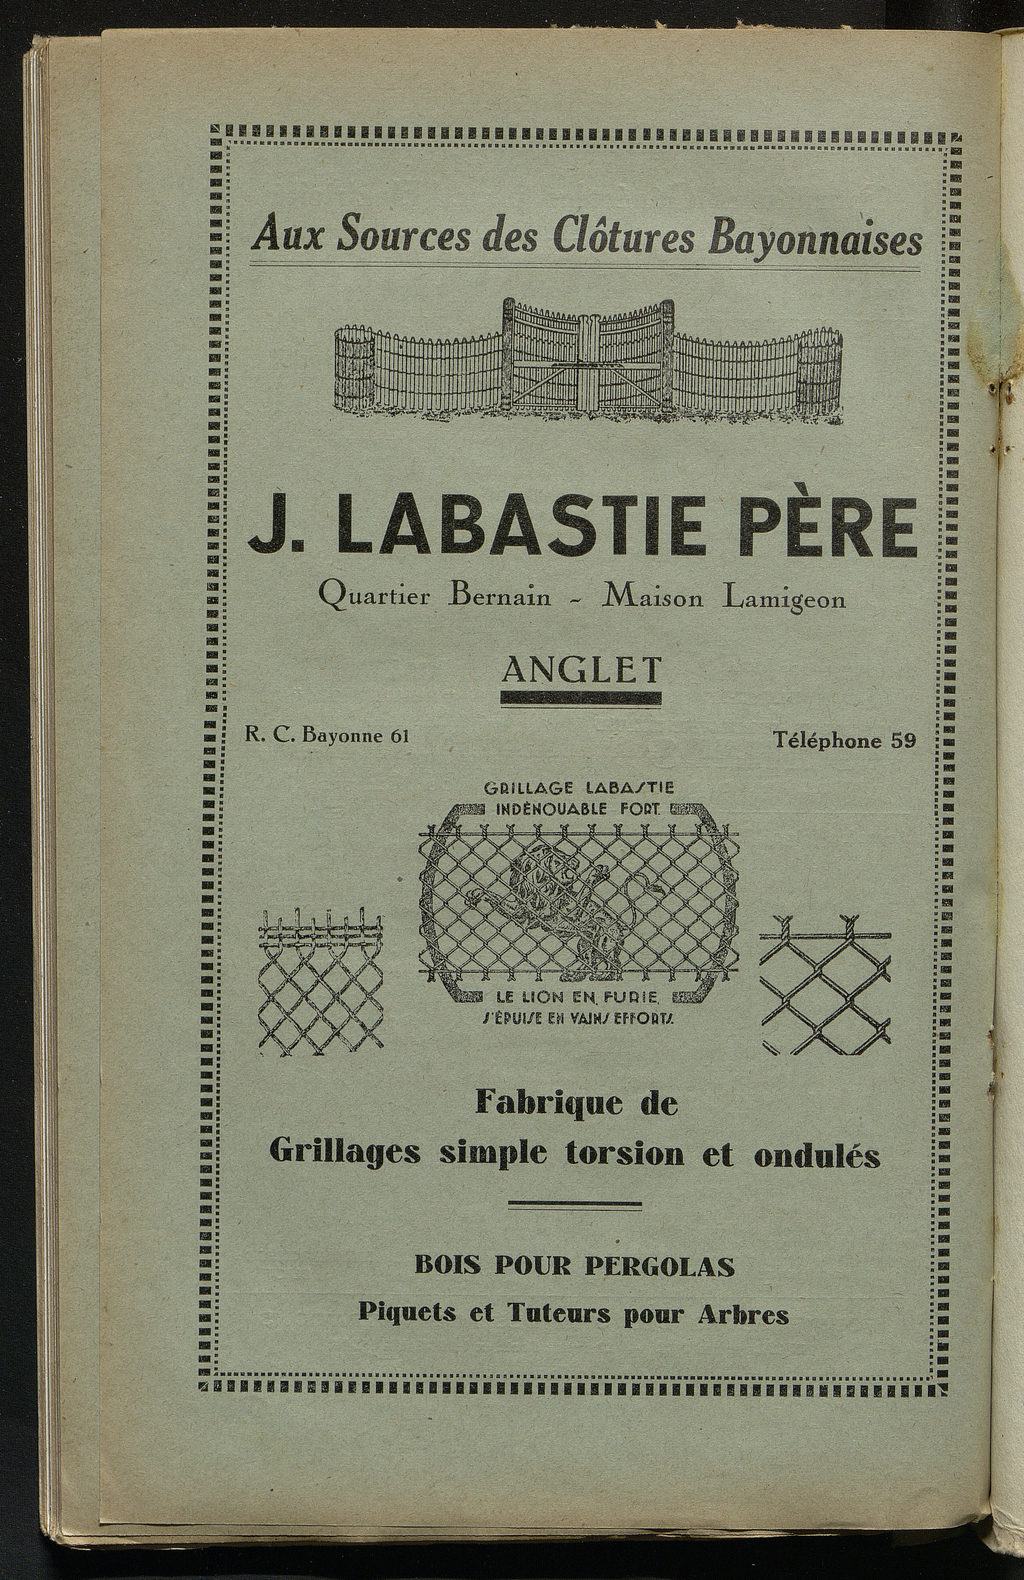 Aux Sources des Clôtures Bayonnaises
J. LABASTIE PÈRE
Quartier Bernain - Maison Lamigeon
ANGLET
R. C. Bayonne 61
Téléphone 59
GRILLAGE LABASTIE
INDÉNOUABLE FORT.
LE LION EN FURIE,
S'ÉPUISE EN VAINS EFFORTS.
Fabrique de
Grillages simple torsion et ondulés
BOIS POUR PERGOLAS
Piquets et Tuteurs pour Arbres